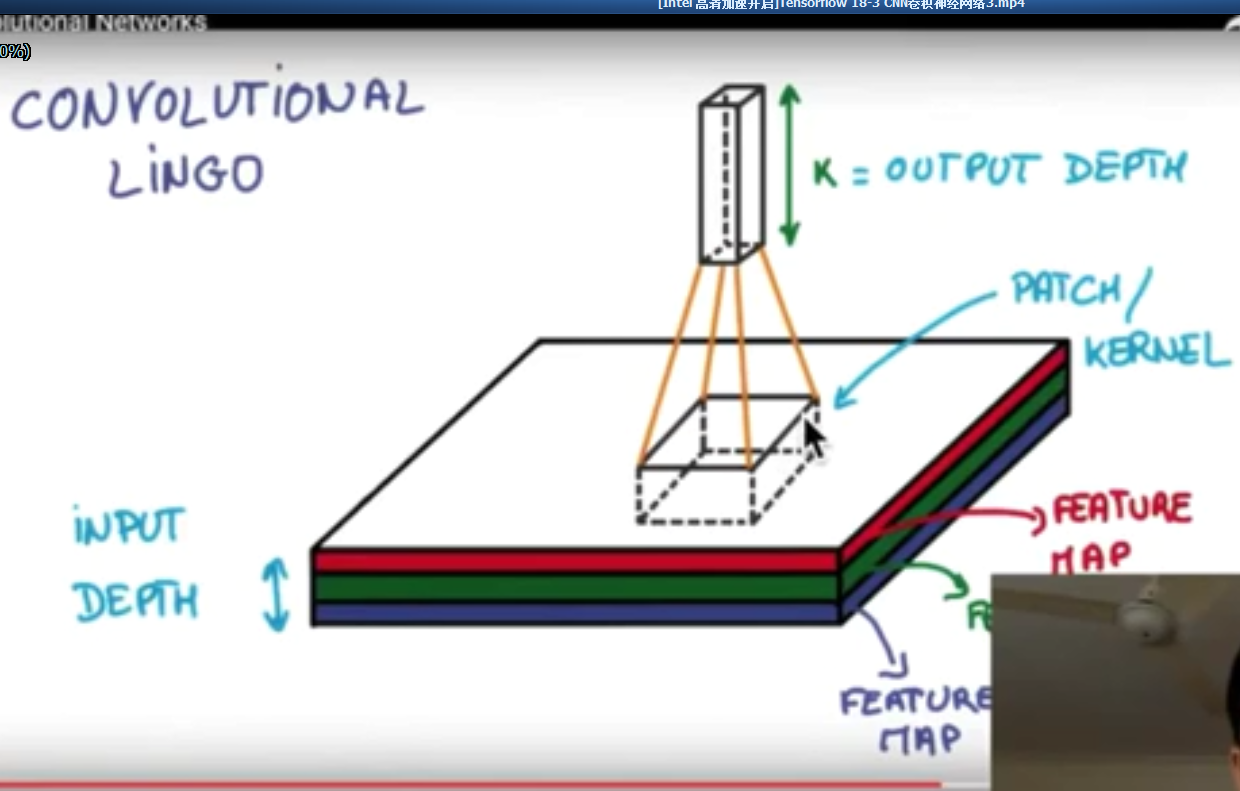 [Intel 高清加速开启]Tensorflow 18-3 CNN卷积神经网络3.mp4
olutional Networks
0%)
CONVOLUTIONAL
LINGO
K = OUTPUT DEPTH
PATCH/
KERNEL
INPUT
DEPTH
FEATURE
MAP
FE
FEATURE
MAP